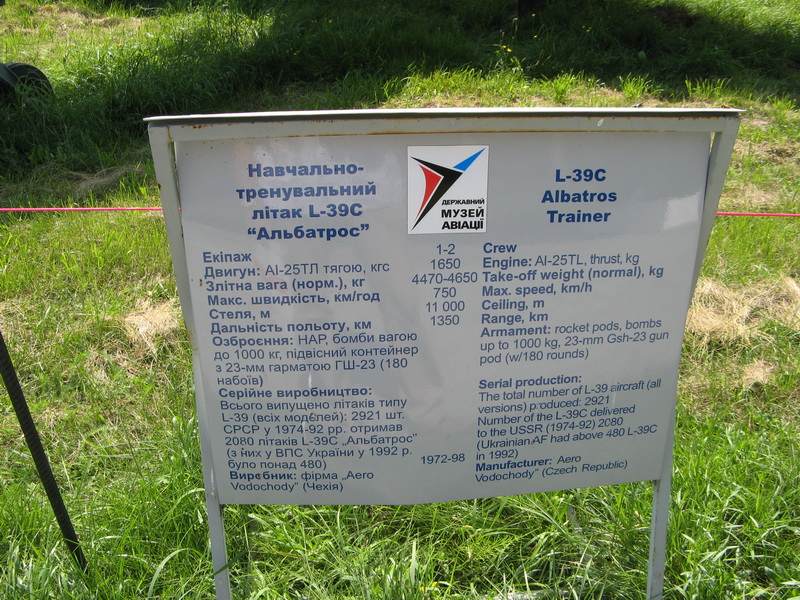 Навчально-
тренувальний
літак L-39C
“Альбатрос”
ДЕРЖАВНИЙ
МУЗЕЙ
АВІАЦІЇ
L-39C
Albatros
Trainer
Екіпаж 1-2 Crew
Двигун: АІ-25ТЛ тягою, кгс 1650 Engine: AI-25TL, thrust, kg
Злітна вага (норм.), кг 4470-4650 Take-off weight (normal), kg
Макс. швидкість, км/год 750 Max. speed, km/h
Стеля, м 11 000 Ceiling, m
Дальність польоту, км 1350 Range, km
Озброєння: НАР, бомби вагою
до 1000 кг, підвісний контейнер
з 23-мм гарматою ГШ-23 (180
набоїв)
Armament: rocket pods, bombs
up to 1000 kg, 23-mm Gsh-23 gun
pod (w/180 rounds)
Серійне виробництво:
Всього випущено літаків типу
L-39 (всіх моделей): 2921 шт.
СРСР у 1974-92 рр. отримав
2080 літаків L-39C „Альбатрос”
(з них у ВПС України у 1992 р.
було понад 480)
Виробник: фірма „Aero
Vodochody” (Чехія)
1972-98
Serial production:
The total number of L-39 aircraft (all
versions) produced: 2921
Number of the L-39C delivered
to the USSR (1974-92) 2080
(Ukrainian AF had above 480 L-39C
in 1992)
Manufacturer: Aero
Vodochody” (Czech Republic)